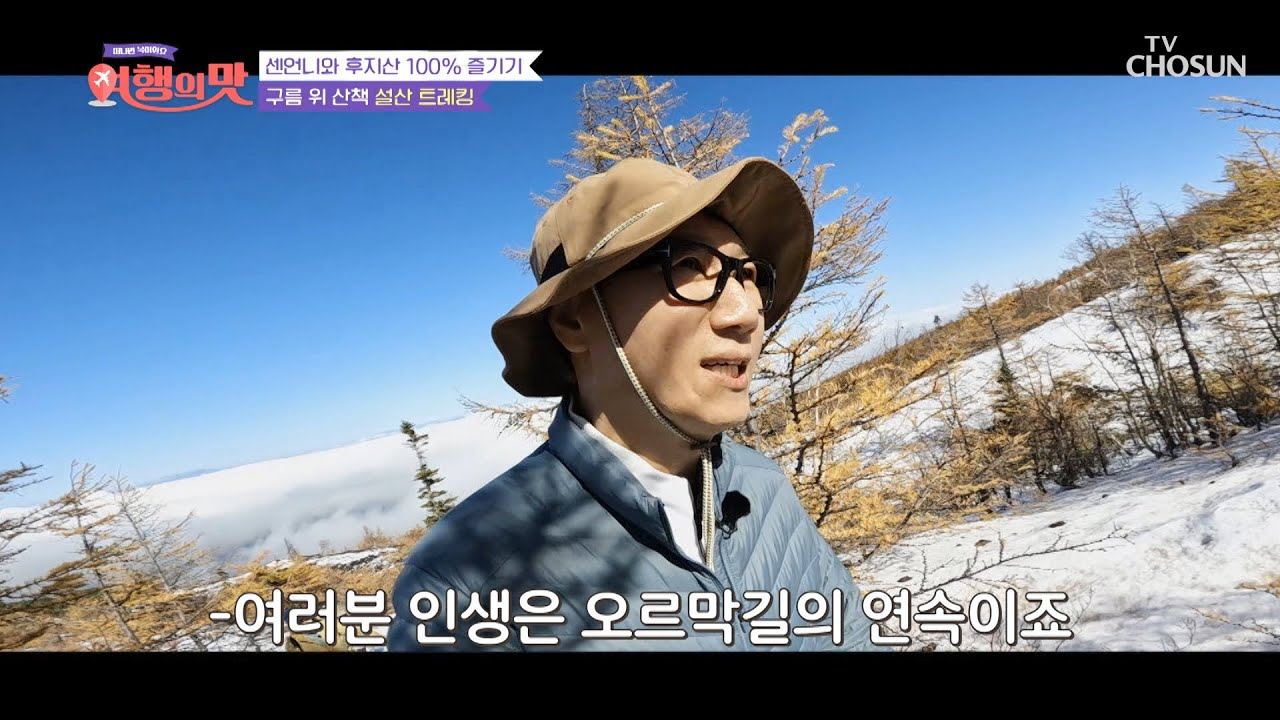 떠나면 낙이와요
여행의 맛
센언니와 후지산 100% 즐기기
구름 위 산책 설산 트레킹
TV
CHOSUN
-여러분 인생은 오르막길의 연속이죠